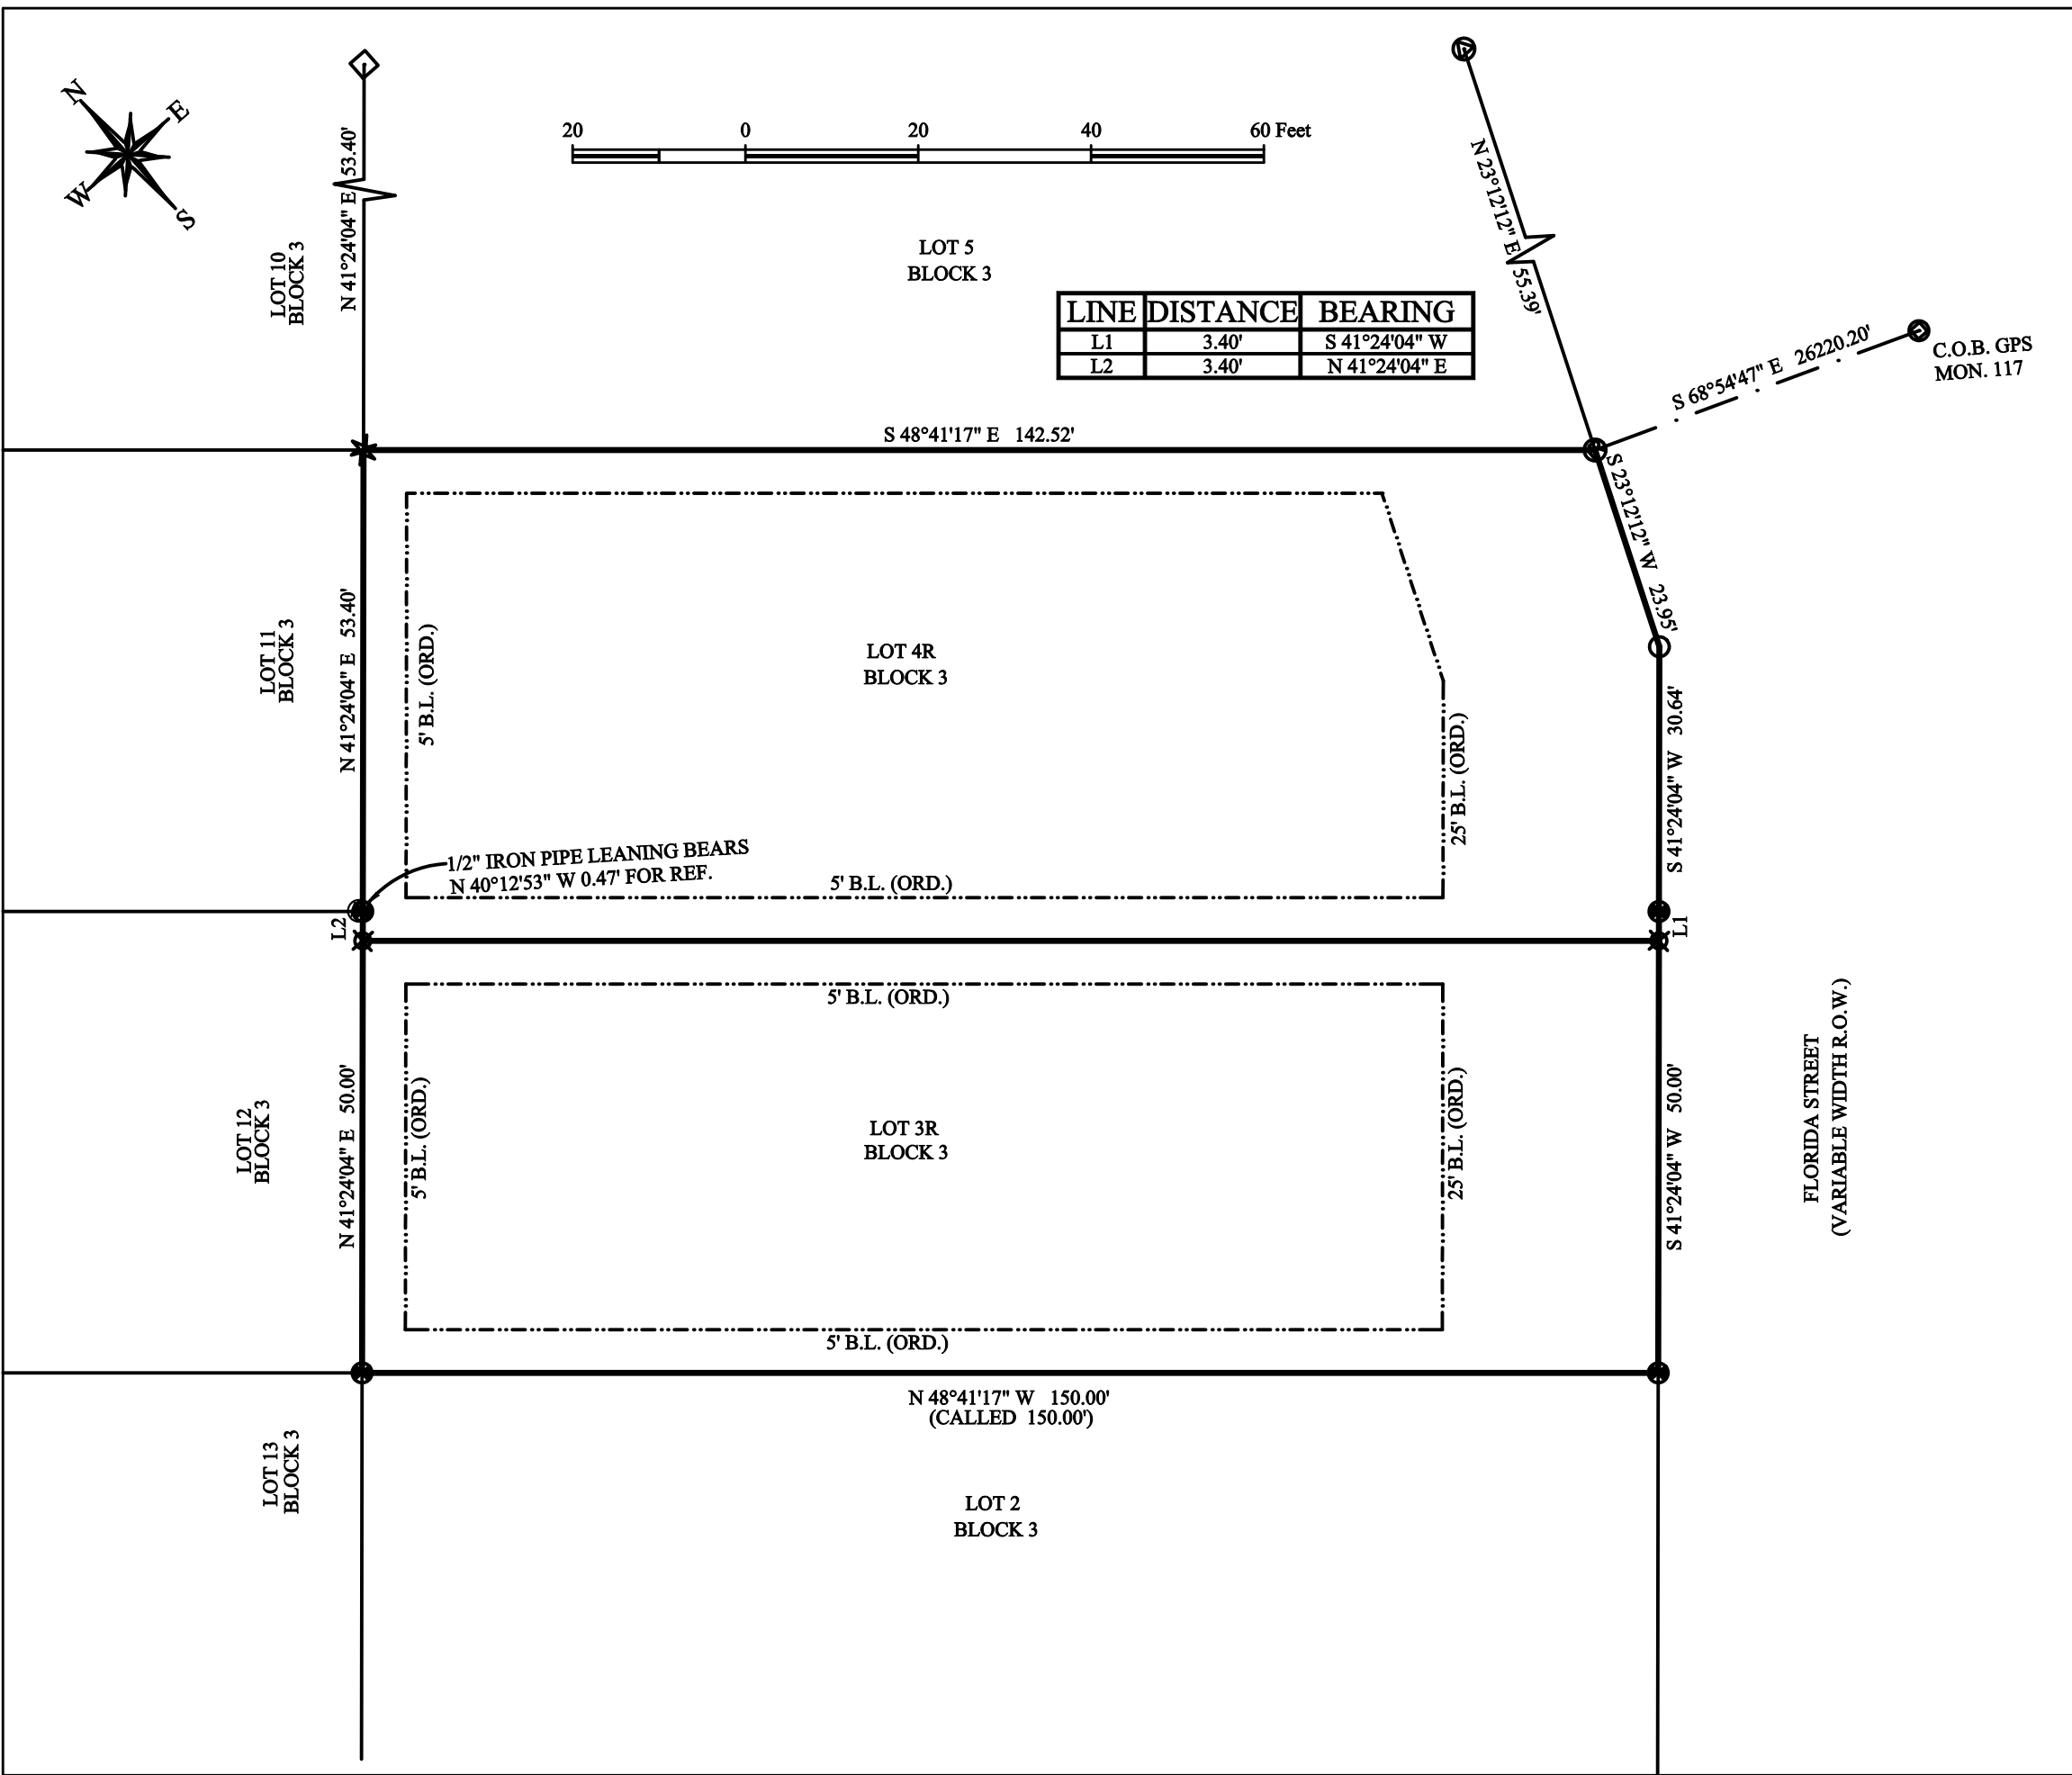 N
E
W
S
20 0 20 40 60 Feet
N 41°24'04" E 53.40'
N 23°12'12" E 55.39'
LOT 10
BLOCK 3
LOT 5
BLOCK 3
LINE DISTANCE BEARING
L1 3.40' S 41°24'04" W
L2 3.40' N 41°24'04" E
S 68°54'47" E 26220.20'
C.O.B. GPS
MON. 117
S 48°41'17" E 142.52'
S 23°12'12" W 23.95'
LOT 11
BLOCK 3
N 41°24'04" E 53.40'
5' B.L. (ORD.)
LOT 4R
BLOCK 3
25' B.L. (ORD.)
S 41°24'04" W 30.64'
1/2" IRON PIPE LEANING BEARS
N 40°12'53" W 0.47' FOR REF.
5' B.L. (ORD.)
L2
L1
5' B.L. (ORD.)
LOT 12
BLOCK 3
N 41°24'04" E 50.00'
5' B.L. (ORD.)
LOT 3R
BLOCK 3
25' B.L. (ORD.)
S 41°24'04" W 50.00'
FLORIDA STREET
(VARIABLE WIDTH R.O.W.)
5' B.L. (ORD.)
N 48°41'17" W 150.00'
(CALLED 150.00')
LOT 13
BLOCK 3
LOT 2
BLOCK 3